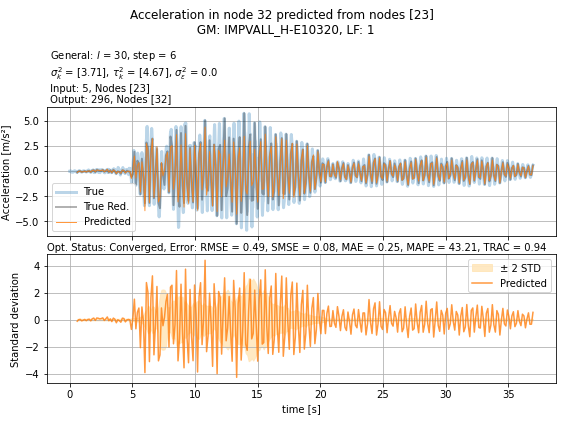 Acceleration in node 32 predicted from nodes [23]
GM: IMPVALL_H-E10320, LF: 1
General: l = 30, step = 6
σ²ₖ = [3.71], τ²ₖ = [4.67], σ²ε = 0.0
Input: 5, Nodes [23]
Output: 296, Nodes [32]
Acceleration [m/s²]
5.0
2.5
0.0
−2.5
−5.0
True
True Red.
Predicted
Opt. Status: Converged, Error: RMSE = 0.49, SMSE = 0.08, MAE = 0.25, MAPE = 43.21, TRAC = 0.94
Standard deviation
4
2
0
−2
−4
± 2 STD
Predicted
0 5 10 15 20 25 30 35
time [s]